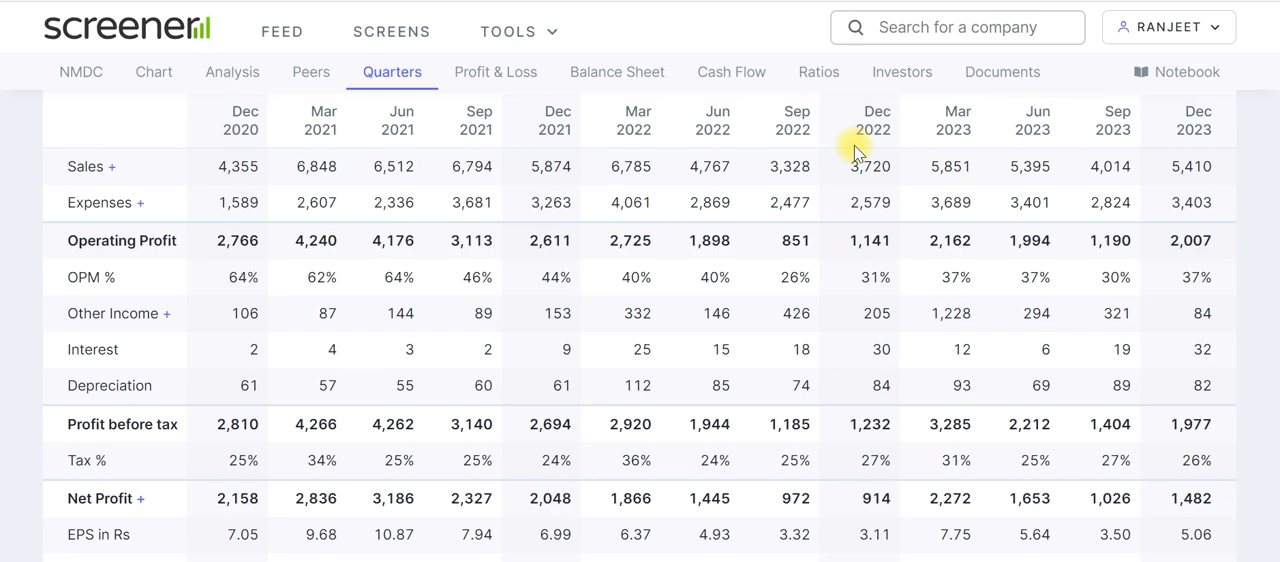 screener FEED SCREENS TOOLS Search for a company RANJEET
NMDC Chart Analysis Peers Quarters Profit & Loss Balance Sheet Cash Flow Ratios Investors Documents Notebook
Dec Mar Jun Sep Dec Mar Jun Sep Dec Mar Jun Sep Dec
2020 2021 2021 2021 2021 2022 2022 2022 2022 2023 2023 2023 2023
Sales + 4,355 6,848 6,512 6,794 5,874 6,785 4,767 3,328 3,720 5,851 5,395 4,014 5,410
Expenses + 1,589 2,607 2,336 3,681 3,263 4,061 2,869 2,477 2,579 3,689 3,401 2,824 3,403
Operating Profit 2,766 4,240 4,176 3,113 2,611 2,725 1,898 851 1,141 2,162 1,994 1,190 2,007
OPM % 64% 62% 64% 46% 44% 40% 40% 26% 31% 37% 37% 30% 37%
Other Income + 106 87 144 89 153 332 146 426 205 1,228 294 321 84
Interest 2 4 3 2 9 25 15 18 30 12 6 19 32
Depreciation 61 57 55 60 61 112 85 74 84 93 69 89 82
Profit before tax 2,810 4,266 4,262 3,140 2,694 2,920 1,944 1,185 1,232 3,285 2,212 1,404 1,977
Tax % 25% 34% 25% 25% 24% 36% 24% 25% 27% 31% 25% 27% 26%
Net Profit + 2,158 2,836 3,186 2,327 2,048 1,866 1,445 972 914 2,272 1,653 1,026 1,482
EPS in Rs 7.05 9.68 10.87 7.94 6.99 6.37 4.93 3.32 3.11 7.75 5.64 3.50 5.06